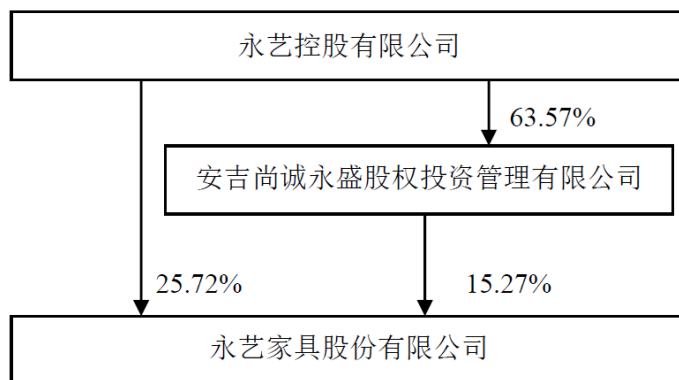 永艺控股有限公司
63.57%
安吉尚诚永盛股权投资管理有限公司
25.72%
15.27%
永艺家具股份有限公司